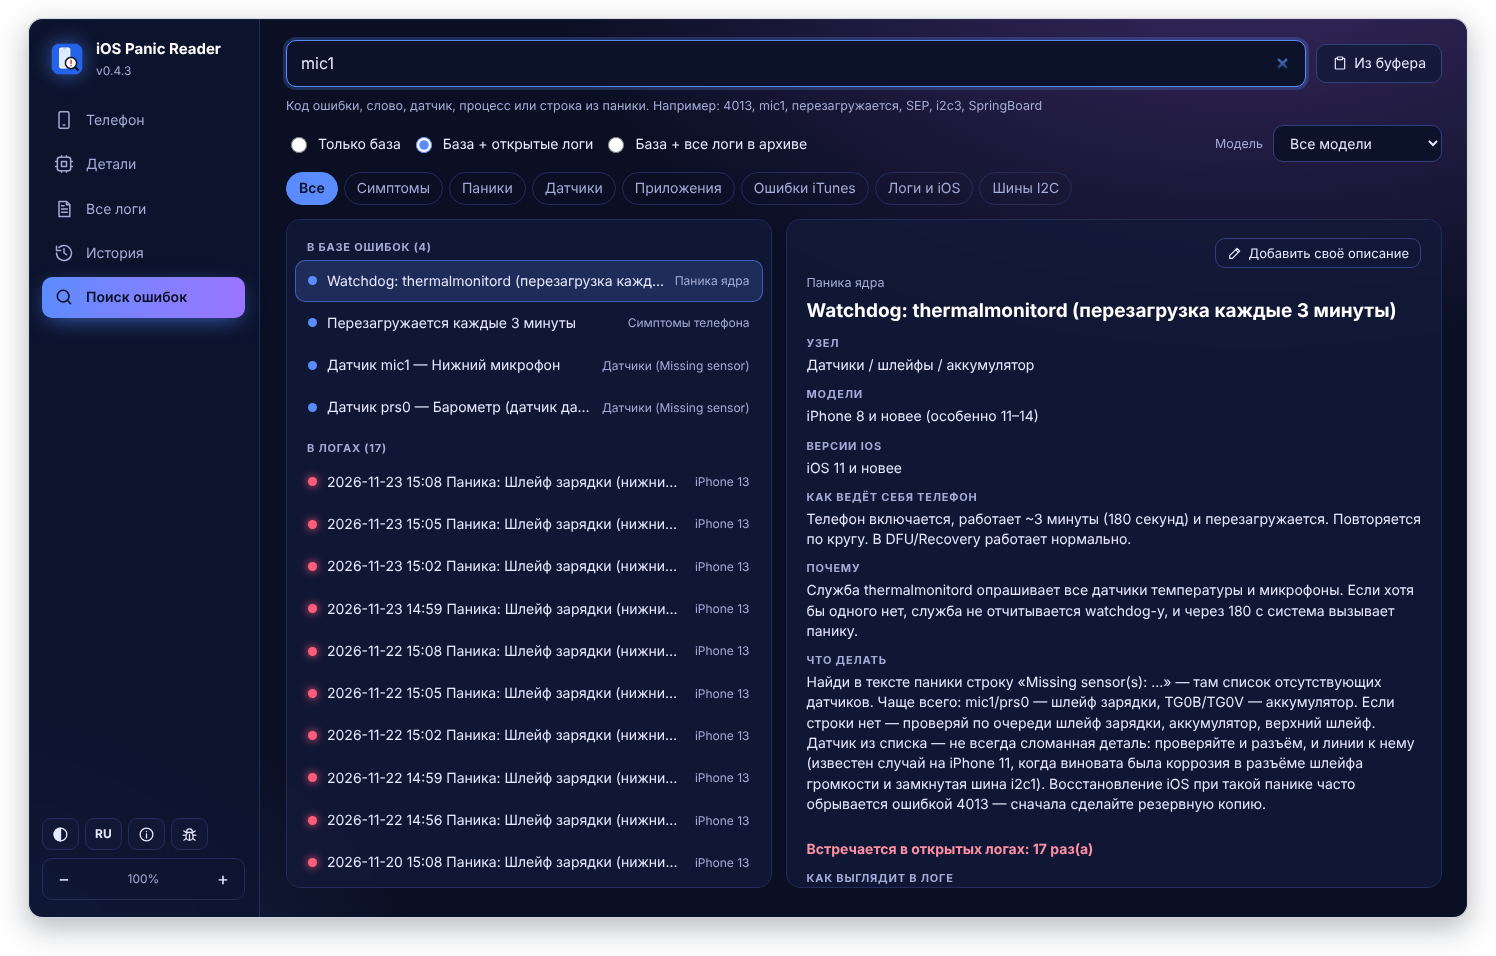 iOS Panic Reader
v0.4.3
Телефон
Детали
Все логи
История
Поиск ошибок
RU
− 100% +
mic1
Из буфера
Код ошибки, слово, датчик, процесс или строка из паники. Например: 4013, mic1, перезагружается, SEP, i2c3, SpringBoard
Только база База + открытые логи База + все логи в архиве
Модель Все модели
Все Симптомы Паники Датчики Приложения Ошибки iTunes Логи и iOS Шины I2C
В БАЗЕ ОШИБОК (4)
Watchdog: thermalmonitord (перезагрузка кажд... Паника ядра
Перезагружается каждые 3 минуты Симптомы телефона
Датчик mic1 — Нижний микрофон Датчики (Missing sensor)
Датчик prs0 — Барометр (датчик да... Датчики (Missing sensor)
В ЛОГАХ (17)
2026-11-23 15:08 Паника: Шлейф зарядки (нижни... iPhone 13
2026-11-23 15:05 Паника: Шлейф зарядки (нижни... iPhone 13
2026-11-23 15:02 Паника: Шлейф зарядки (нижни... iPhone 13
2026-11-23 14:59 Паника: Шлейф зарядки (нижни... iPhone 13
2026-11-22 15:08 Паника: Шлейф зарядки (нижни... iPhone 13
2026-11-22 15:05 Паника: Шлейф зарядки (нижни... iPhone 13
2026-11-22 15:02 Паника: Шлейф зарядки (нижни... iPhone 13
2026-11-22 14:59 Паника: Шлейф зарядки (нижни... iPhone 13
2026-11-22 14:56 Паника: Шлейф зарядки (нижни... iPhone 13
2026-11-20 15:08 Паника: Шлейф зарядки (нижни... iPhone 13
Добавить своё описание
Паника ядра
Watchdog: thermalmonitord (перезагрузка каждые 3 минуты)
УЗЕЛ
Датчики / шлейфы / аккумулятор
МОДЕЛИ
iPhone 8 и новее (особенно 11–14)
ВЕРСИИ IOS
iOS 11 и новее
КАК ВЕДЁТ СЕБЯ ТЕЛЕФОН
Телефон включается, работает ~3 минуты (180 секунд) и перезагружается. Повторяется
по кругу. В DFU/Recovery работает нормально.
ПОЧЕМУ
Служба thermalmonitord опрашивает все датчики температуры и микрофоны. Если хотя
бы одного нет, служба не отчитывается watchdog-у, и через 180 с система вызывает
панику.
ЧТО ДЕЛАТЬ
Найди в тексте паники строку «Missing sensor(s): ...» — там список отсутствующих
датчиков. Чаще всего: mic1/prs0 — шлейф зарядки, TG0B/TG0V — аккумулятор. Если
строки нет — проверяй по очереди шлейф зарядки, аккумулятор, верхний шлейф.
Датчик из списка — не всегда сломанная деталь: проверяйте и разъём, и линии к нему
(известен случай на iPhone 11, когда виновата была коррозия в разъёме шлейфа
громкости и замкнутая шина i2c1). Восстановление iOS при такой панике часто
обрывается ошибкой 4013 — сначала сделайте резервную копию.
Встречается в открытых логах: 17 раз(а)
КАК ВЫГЛЯДИТ В ЛОГЕ